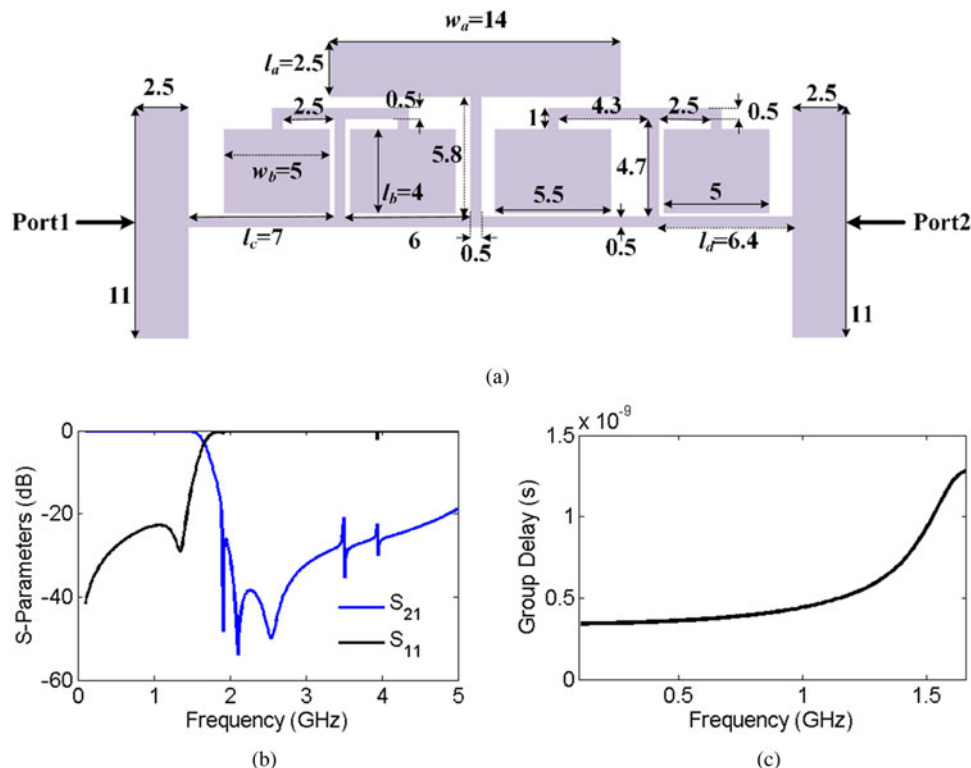 wa=14
la=2.5
2.5
2.5
0.5
1
4.3
2.5
0.5
2.5
wb=5
lb=4
5.8
4.7
5.5
5
Port1
Port2
lc=7
6
0.5
0.5
ld=6.4
11
11
(a)
S-Parameters (dB)
0
-20
-40
-60
S21
S11
0 1 2 3 4 5
Frequency (GHz)
(b)
x 10-9
Group Delay (s)
1.5
1
0.5
0
0.5 1 1.5
Frequency (GHz)
(c)